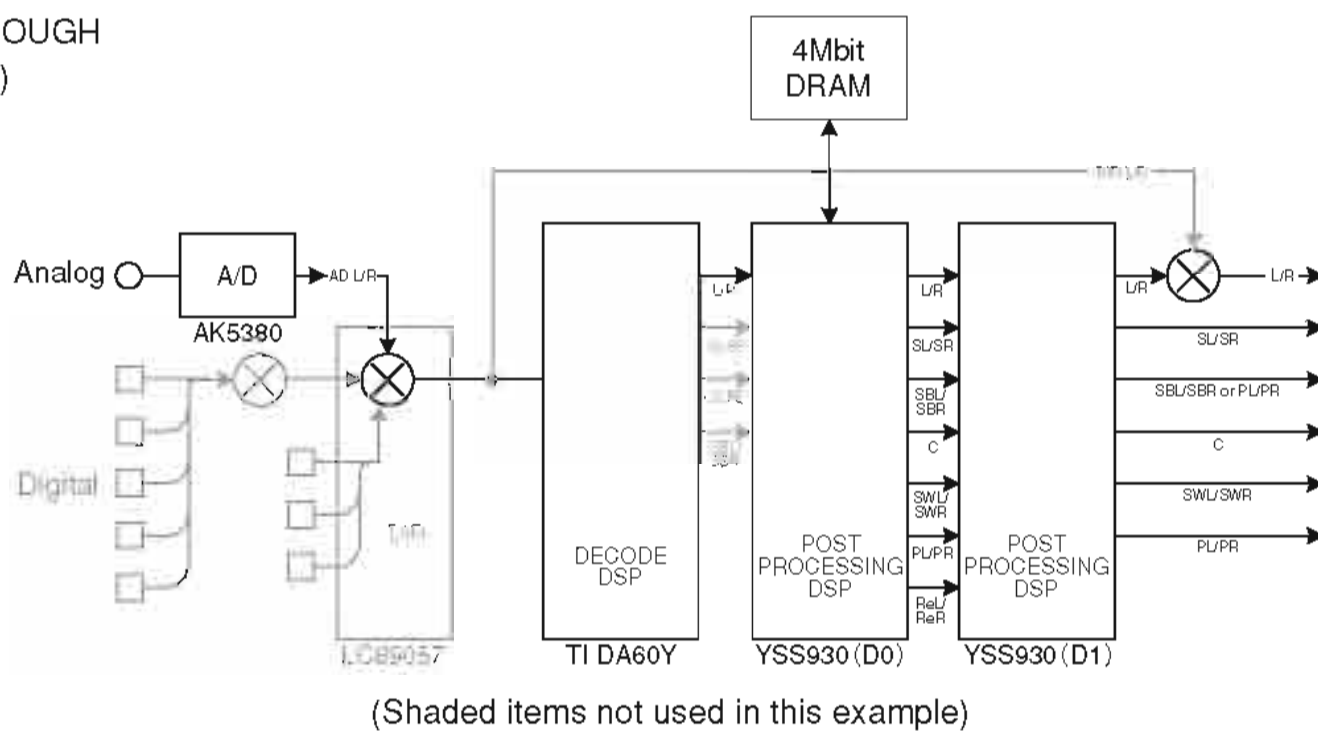 OUGH
)
4Mbit
DRAM
Analog
A/D
AD L/R
AK5380
Digital
LC89057
DECODE
DSP
TI DA60Y
L/R
POST
PROCESSING
DSP
YSS930 (D0)
L/R
SL/SR
SBL/
SBR
C
SWL/
SWR
PL/PR
ReL/
ReR
POST
PROCESSING
DSP
YSS930 (D1)
L/R
L/R
SL/SR
SBL/SBR or PL/PR
C
SWL/SWR
PL/PR
(Shaded items not used in this example)